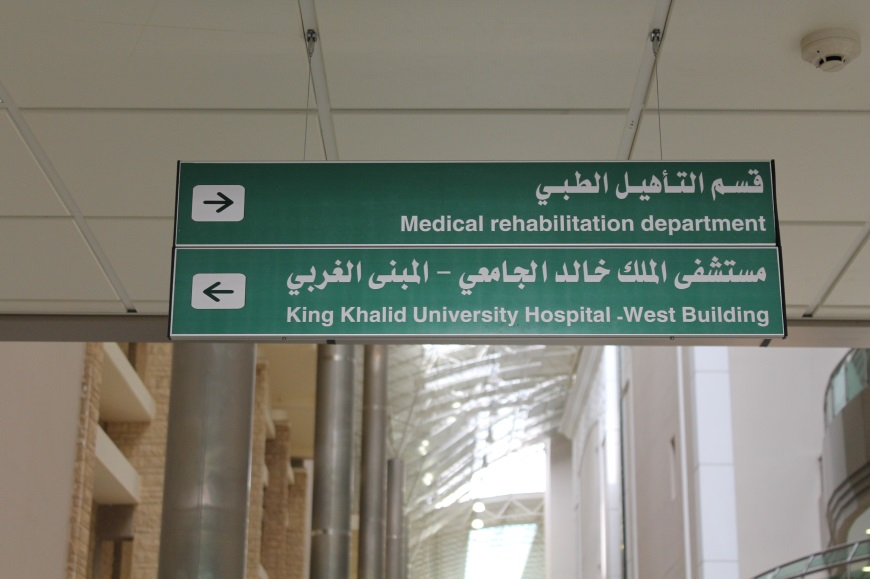 قسم التأهيل الطبي
Medical rehabilitation department
مستشفى الملك خالد الجامعي - المبنى الغربي
King Khalid University Hospital -West Building